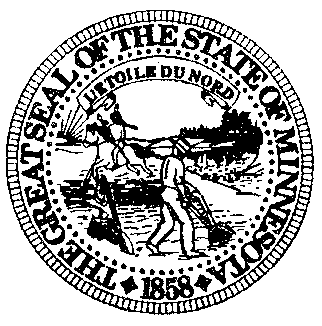 THE GREAT SEAL OF THE STATE OF MINNESOTA
L'ETOILE DU NORD
1858